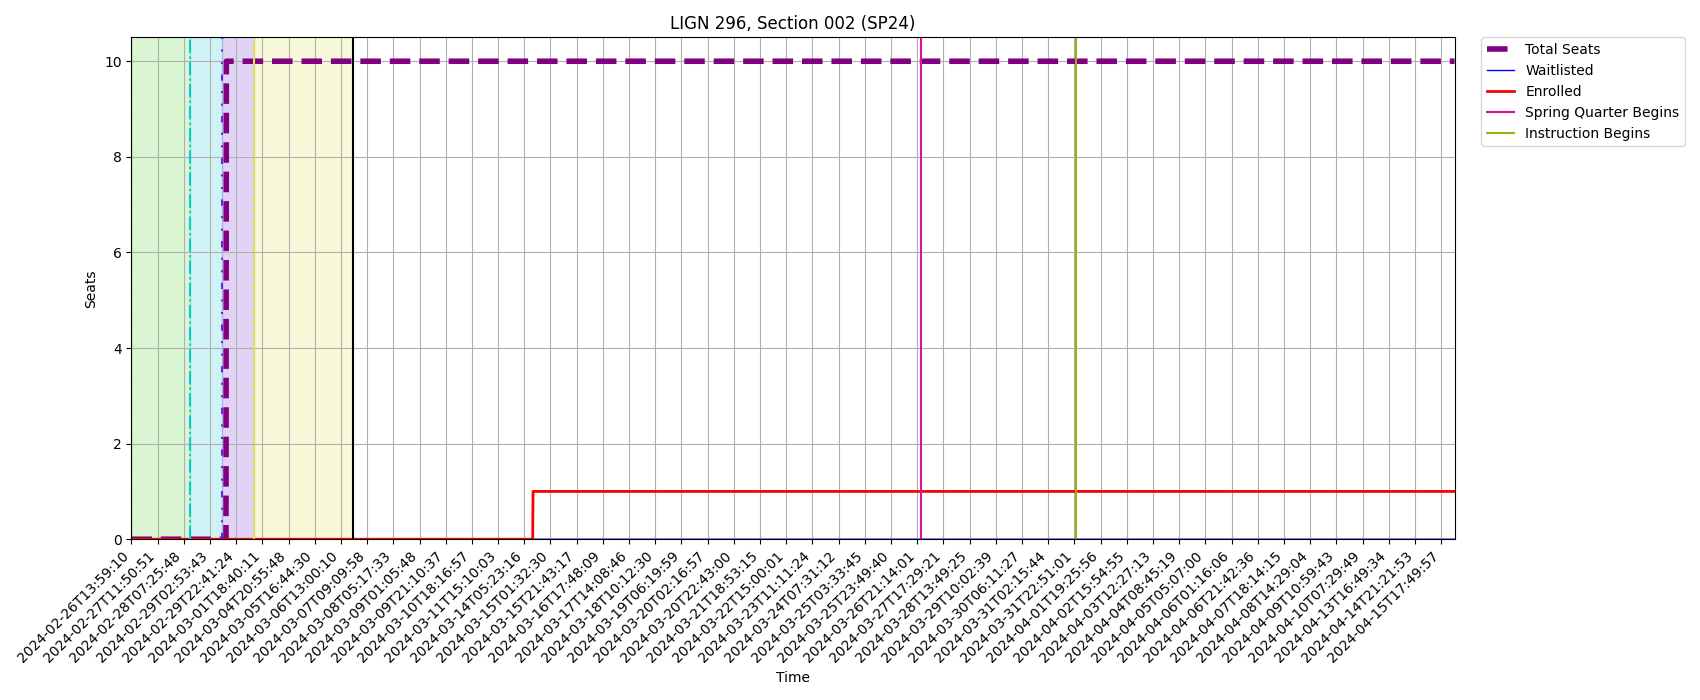 LIGN 296, Section 002 (SP24)
Total Seats
Waitlisted
Enrolled
Spring Quarter Begins
Instruction Begins
10
8
6
4
2
0
Seats
2024-02-26T13:59:10
2024-02-27T11:50:51
2024-02-28T07:25:48
2024-02-29T02:53:43
2024-02-29T22:41:24
2024-03-01T18:40:11
2024-03-04T20:55:48
2024-03-05T16:44:30
2024-03-06T13:00:10
2024-03-07T09:09:58
2024-03-08T05:17:33
2024-03-09T01:05:48
2024-03-09T21:10:37
2024-03-10T18:16:57
2024-03-11T15:10:03
2024-03-14T05:23:16
2024-03-15T01:32:30
2024-03-15T21:43:17
2024-03-16T17:48:09
2024-03-17T14:08:46
2024-03-18T10:12:30
2024-03-19T06:19:59
2024-03-20T02:16:57
2024-03-20T22:43:00
2024-03-21T18:53:15
2024-03-22T15:00:01
2024-03-23T11:11:24
2024-03-24T07:31:12
2024-03-25T03:33:45
2024-03-25T23:49:40
2024-03-26T21:14:01
2024-03-27T17:29:21
2024-03-28T13:49:25
2024-03-29T10:02:39
2024-03-30T06:11:27
2024-03-31T02:15:44
2024-03-31T22:51:01
2024-04-01T19:25:56
2024-04-02T15:54:55
2024-04-03T12:27:13
2024-04-04T08:45:19
2024-04-05T05:07:00
2024-04-06T01:16:06
2024-04-06T21:42:36
2024-04-07T18:14:15
2024-04-08T14:29:04
2024-04-09T10:59:43
2024-04-10T07:29:49
2024-04-13T16:49:34
2024-04-14T21:21:53
2024-04-15T17:49:57
Time